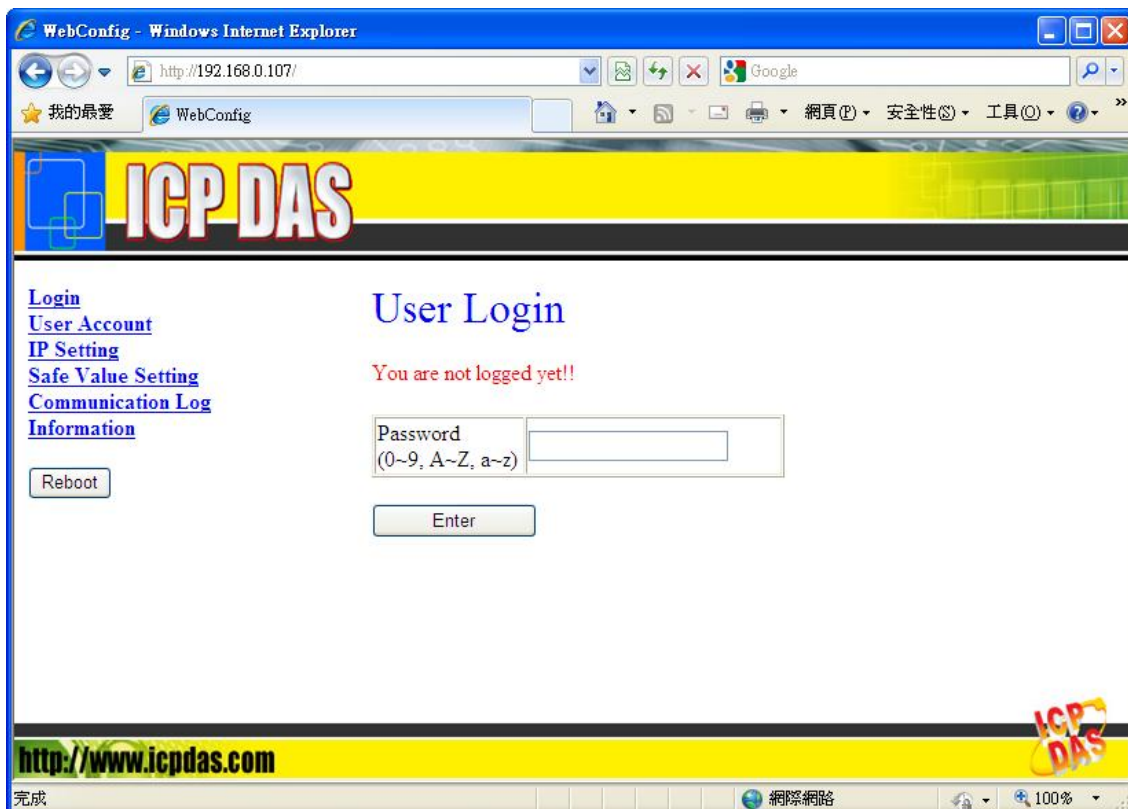 WebConfig - Windows Internet Explorer
http://192.168.0.107/
Google
我的最愛
WebConfig
網頁(P)
安全性(S)
工具(O)
»
ICP DAS
Login
User Account
IP Setting
Safe Value Setting
Communication Log
Information
Reboot
User Login
You are not logged yet!!
Password
(0~9, A~Z, a~z)
Enter
ICP
DAS
http://www.icpdas.com
完成
網際網路
100%